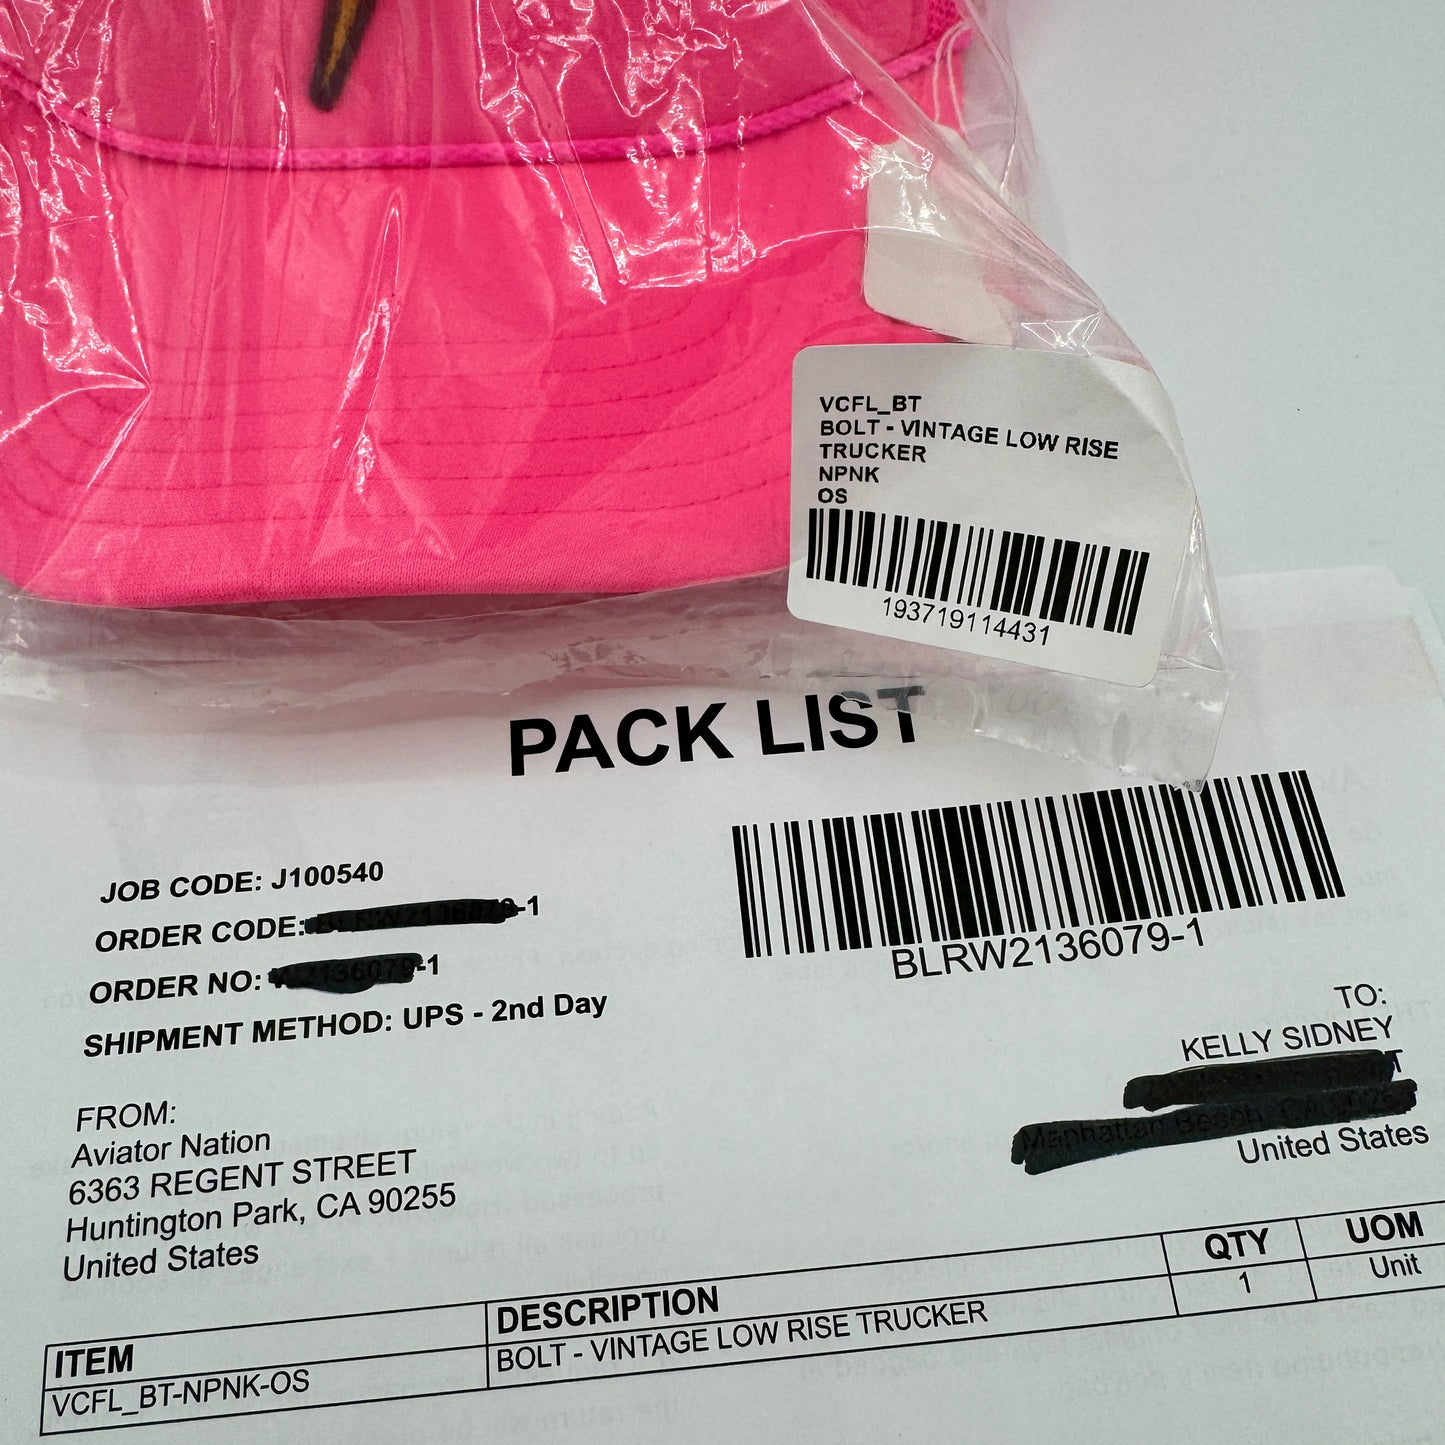 VCFL_BT
BOLT - VINTAGE LOW RISE
TRUCKER
NPNK
OS
193719114431
PACK LIST
JOB CODE: J100540
ORDER CODE: -1
ORDER NO: -1
SHIPMENT METHOD: UPS - 2nd Day
BLRW2136079-1
TO:
KELLY SIDNEY
United States
FROM:
Aviator Nation
6363 REGENT STREET
Huntington Park, CA 90255
United States
ITEM DESCRIPTION QTY UOM
VCFL_BT-NPNK-OS BOLT - VINTAGE LOW RISE TRUCKER 1 Unit